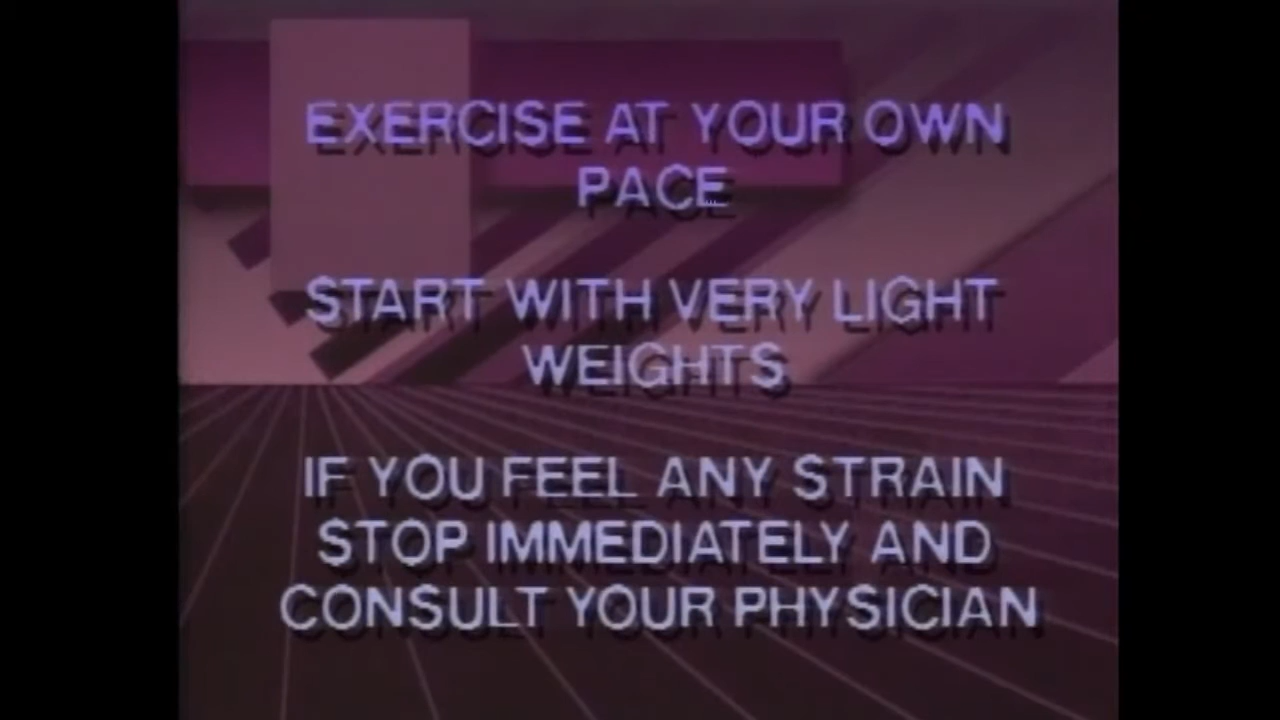 EXERCISE AT YOUR OWN
PACE
START WITH VERY LIGHT
WEIGHTS
IF YOU FEEL ANY STRAIN
STOP IMMEDIATELY AND
CONSULT YOUR PHYSICIAN